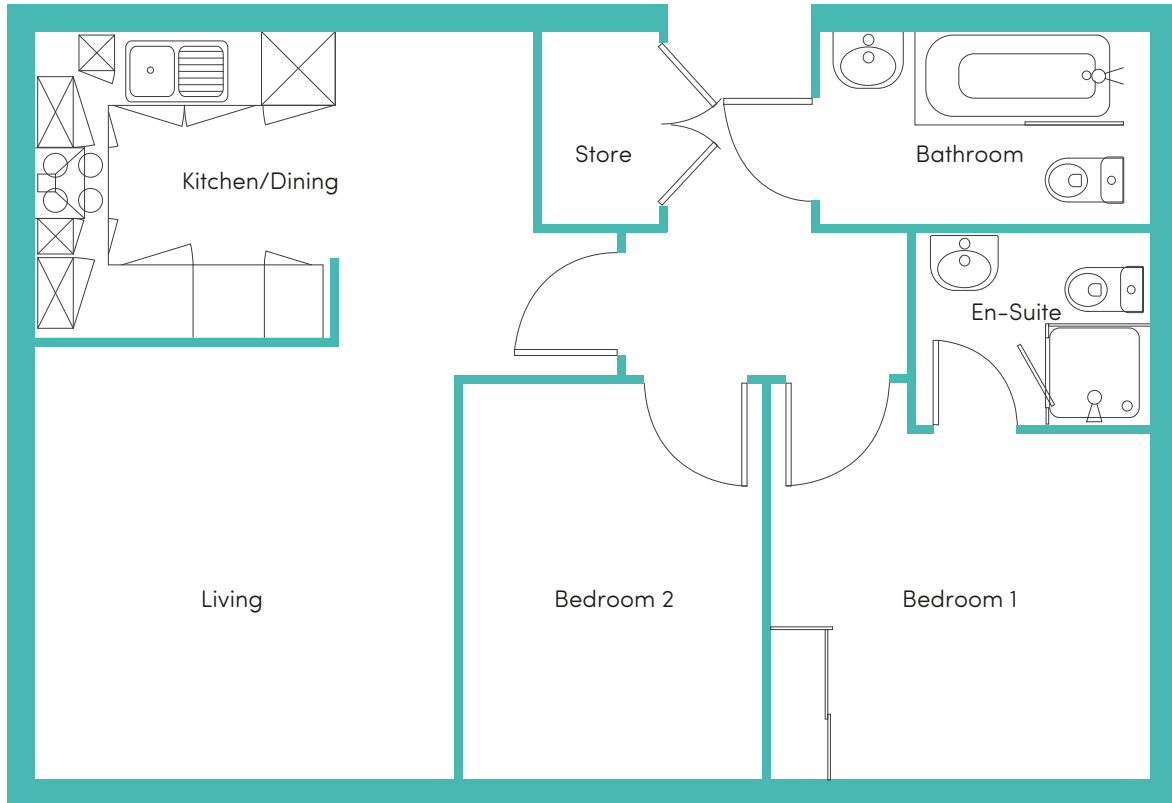 Store
Bathroom
Kitchen/Dining
En-Suite
Living
Bedroom 2
Bedroom 1